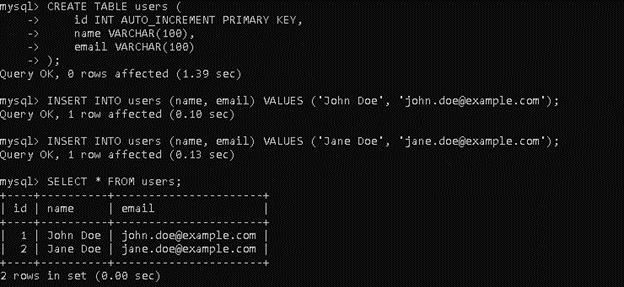 mysql> CREATE TABLE users (
    ->     id INT AUTO_INCREMENT PRIMARY KEY,
    ->     name VARCHAR(100),
    ->     email VARCHAR(100)
    -> );
Query OK, 0 rows affected (1.39 sec)

mysql> INSERT INTO users (name, email) VALUES ('John Doe', 'john.doe@example.com');
Query OK, 1 row affected (0.10 sec)

mysql> INSERT INTO users (name, email) VALUES ('Jane Doe', 'jane.doe@example.com');
Query OK, 1 row affected (0.13 sec)

mysql> SELECT * FROM users;
+----+----------+----------------------+
| id | name     | email                |
+----+----------+----------------------+
|  1 | John Doe | john.doe@example.com |
|  2 | Jane Doe | jane.doe@example.com |
+----+----------+----------------------+
2 rows in set (0.00 sec)